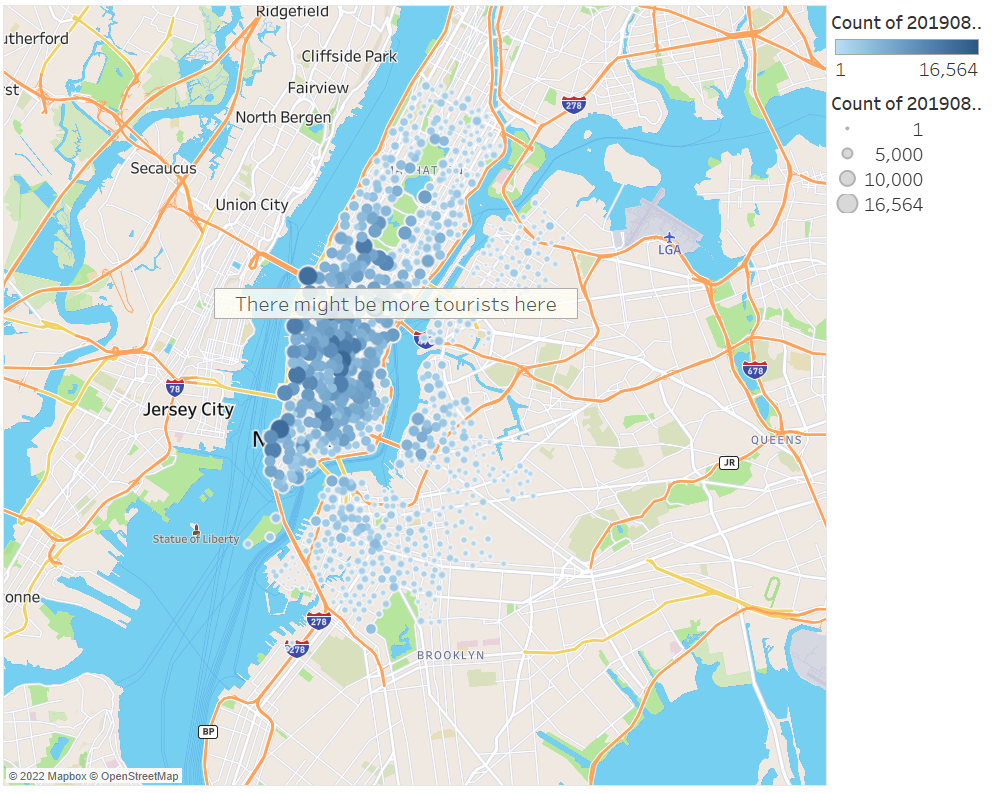 Ridgefield
Count of 201908..
utherford
Cliffside Park
1
16,564
Fairview
rst
Count of 201908..
278
North Bergen
1
5,000
Secaucus
10,000
Union City
16,564
LGA
There might be more tourists here
678
78
Jersey City
N
QUEENS
JR
Statue of Liberty
onne
278
278
BROOKLYN
BP
© 2022 Mapbox © OpenStreetMap